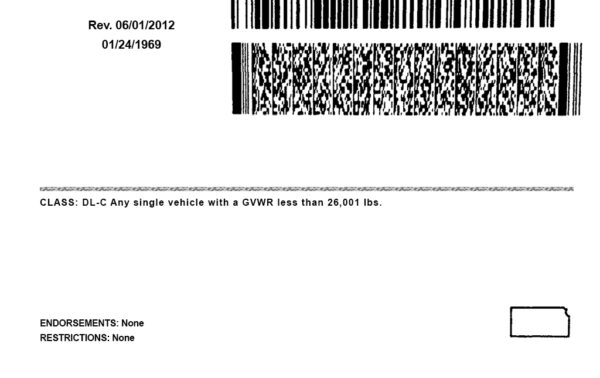 Rev. 06/01/2012
01/24/1969
CLASS: DL-C Any single vehicle with a GVWR less than 26,001 lbs.
ENDORSEMENTS: None
RESTRICTIONS: None